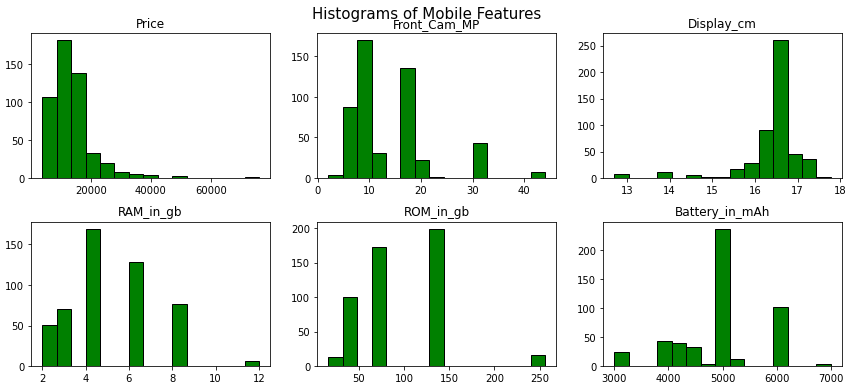 Histograms of Mobile Features
Price
Front_Cam_MP
Display_cm
150
100
50
0
20000 40000 60000
150
100
50
0
0 10 20 30 40
250
200
150
100
50
0
13 14 15 16 17 18
RAM_in_gb
ROM_in_gb
Battery_in_mAh
150
100
50
0
2 4 6 8 10 12
200
150
100
50
0
50 100 150 200 250
200
150
100
50
0
3000 4000 5000 6000 7000